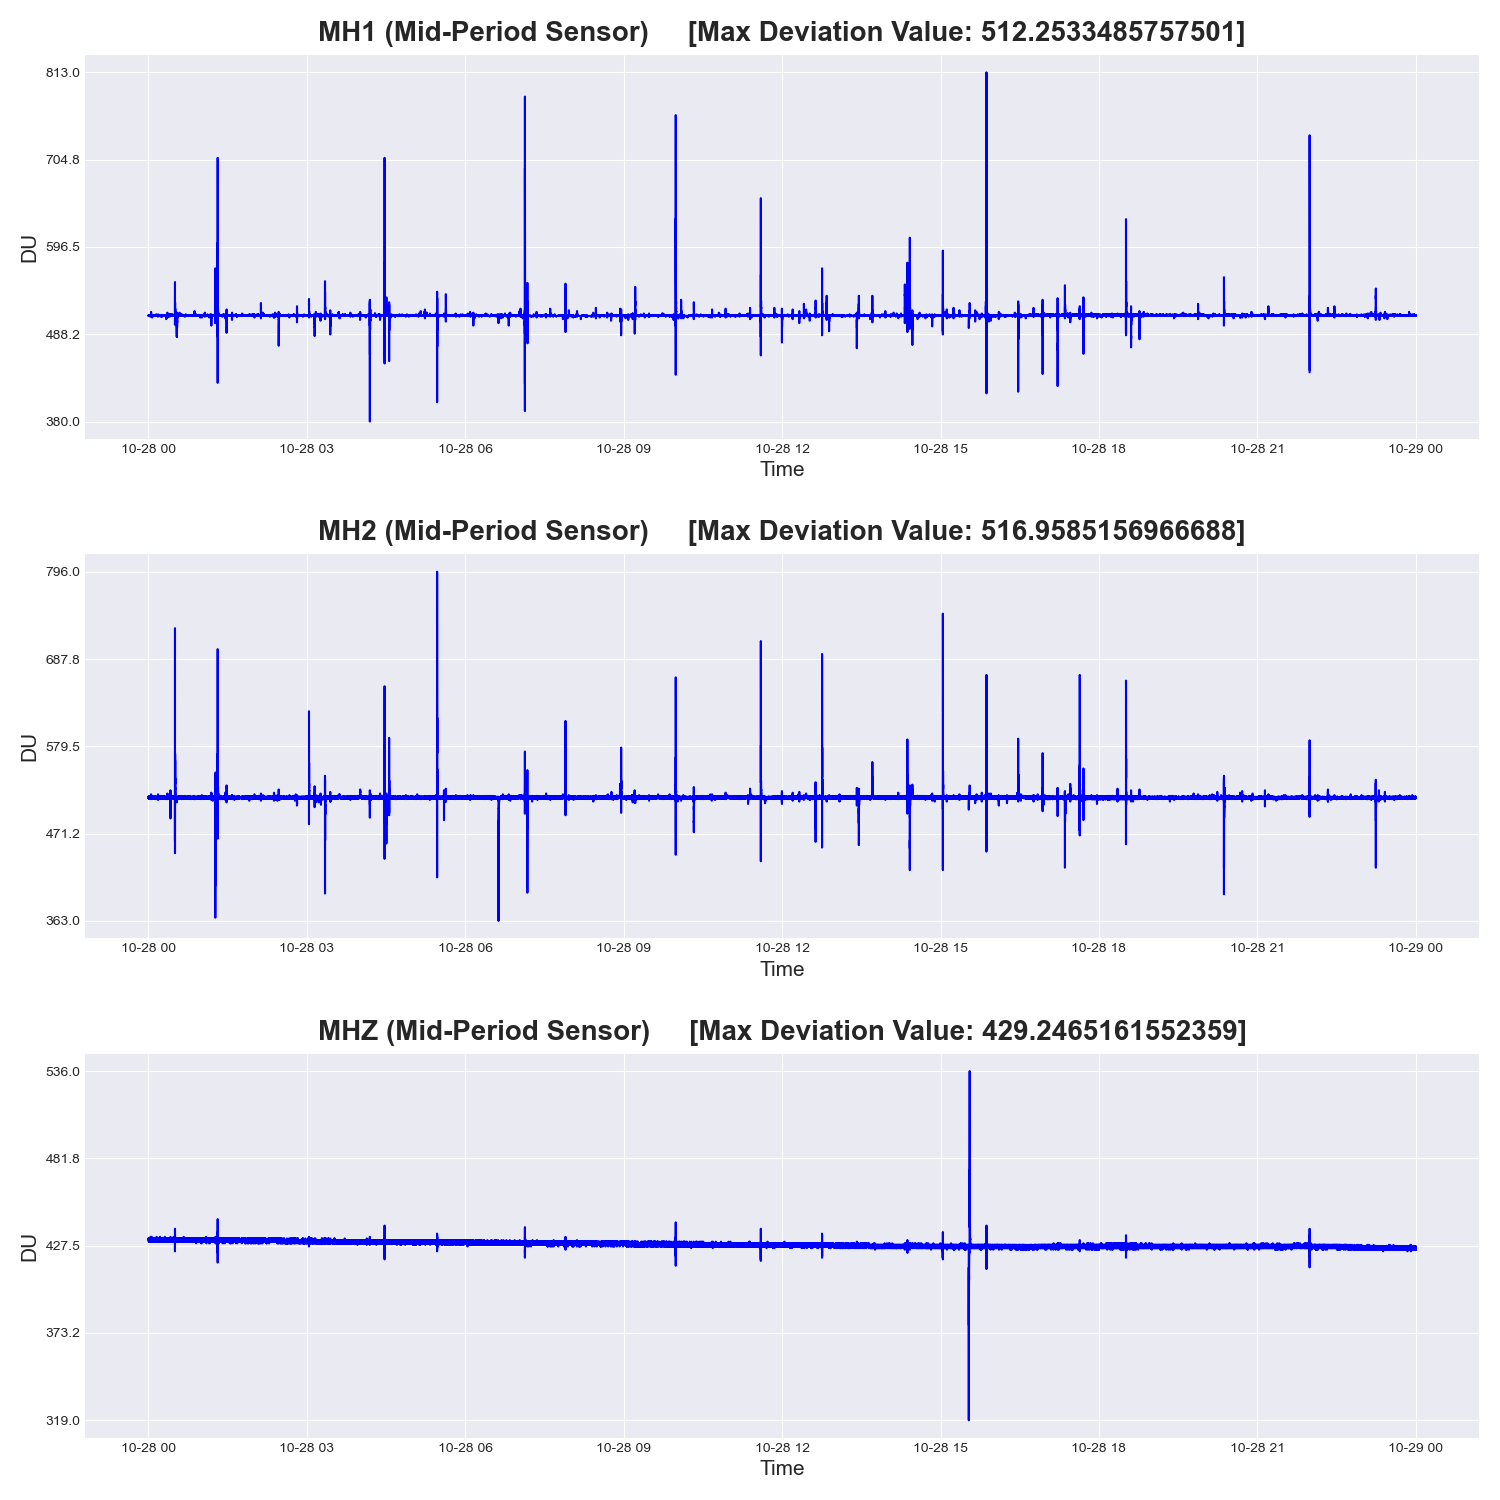 MH1 (Mid-Period Sensor) [Max Deviation Value: 512.2533485757501]
813.0
704.8
596.5
488.2
380.0
DU
10-28 00 10-28 03 10-28 06 10-28 09 10-28 12 10-28 15 10-28 18 10-28 21 10-29 00
Time
MH2 (Mid-Period Sensor) [Max Deviation Value: 516.9585156966688]
796.0
687.8
579.5
471.2
363.0
DU
10-28 00 10-28 03 10-28 06 10-28 09 10-28 12 10-28 15 10-28 18 10-28 21 10-29 00
Time
MHZ (Mid-Period Sensor) [Max Deviation Value: 429.2465161552359]
536.0
481.8
427.5
373.2
319.0
DU
10-28 00 10-28 03 10-28 06 10-28 09 10-28 12 10-28 15 10-28 18 10-28 21 10-29 00
Time